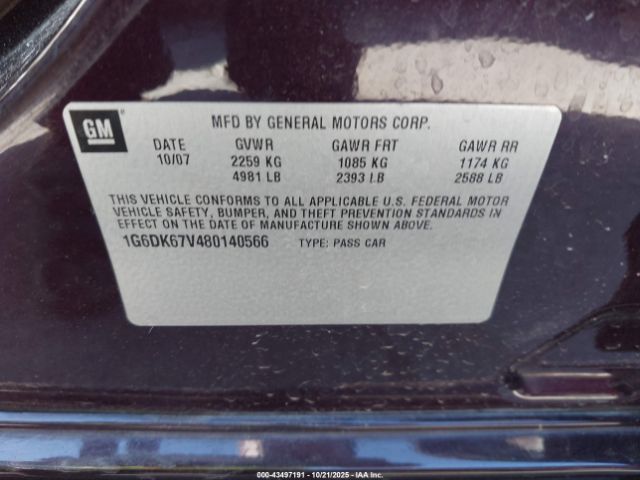 GM
MFD BY GENERAL MOTORS CORP.
DATE GVWR GAWR FRT GAWR RR
10/07 2259 KG 1085 KG 1174 KG
4981 LB 2393 LB 2588 LB
THIS VEHICLE CONFORMS TO ALL APPLICABLE U.S. FEDERAL MOTOR
VEHICLE SAFETY, BUMPER, AND THEFT PREVENTION STANDARDS IN
EFFECT ON THE DATE OF MANUFACTURE SHOWN ABOVE.
1G6DK67V480140566 TYPE: PASS CAR
000-43497191 - 10/21/2025 - IAA Inc.